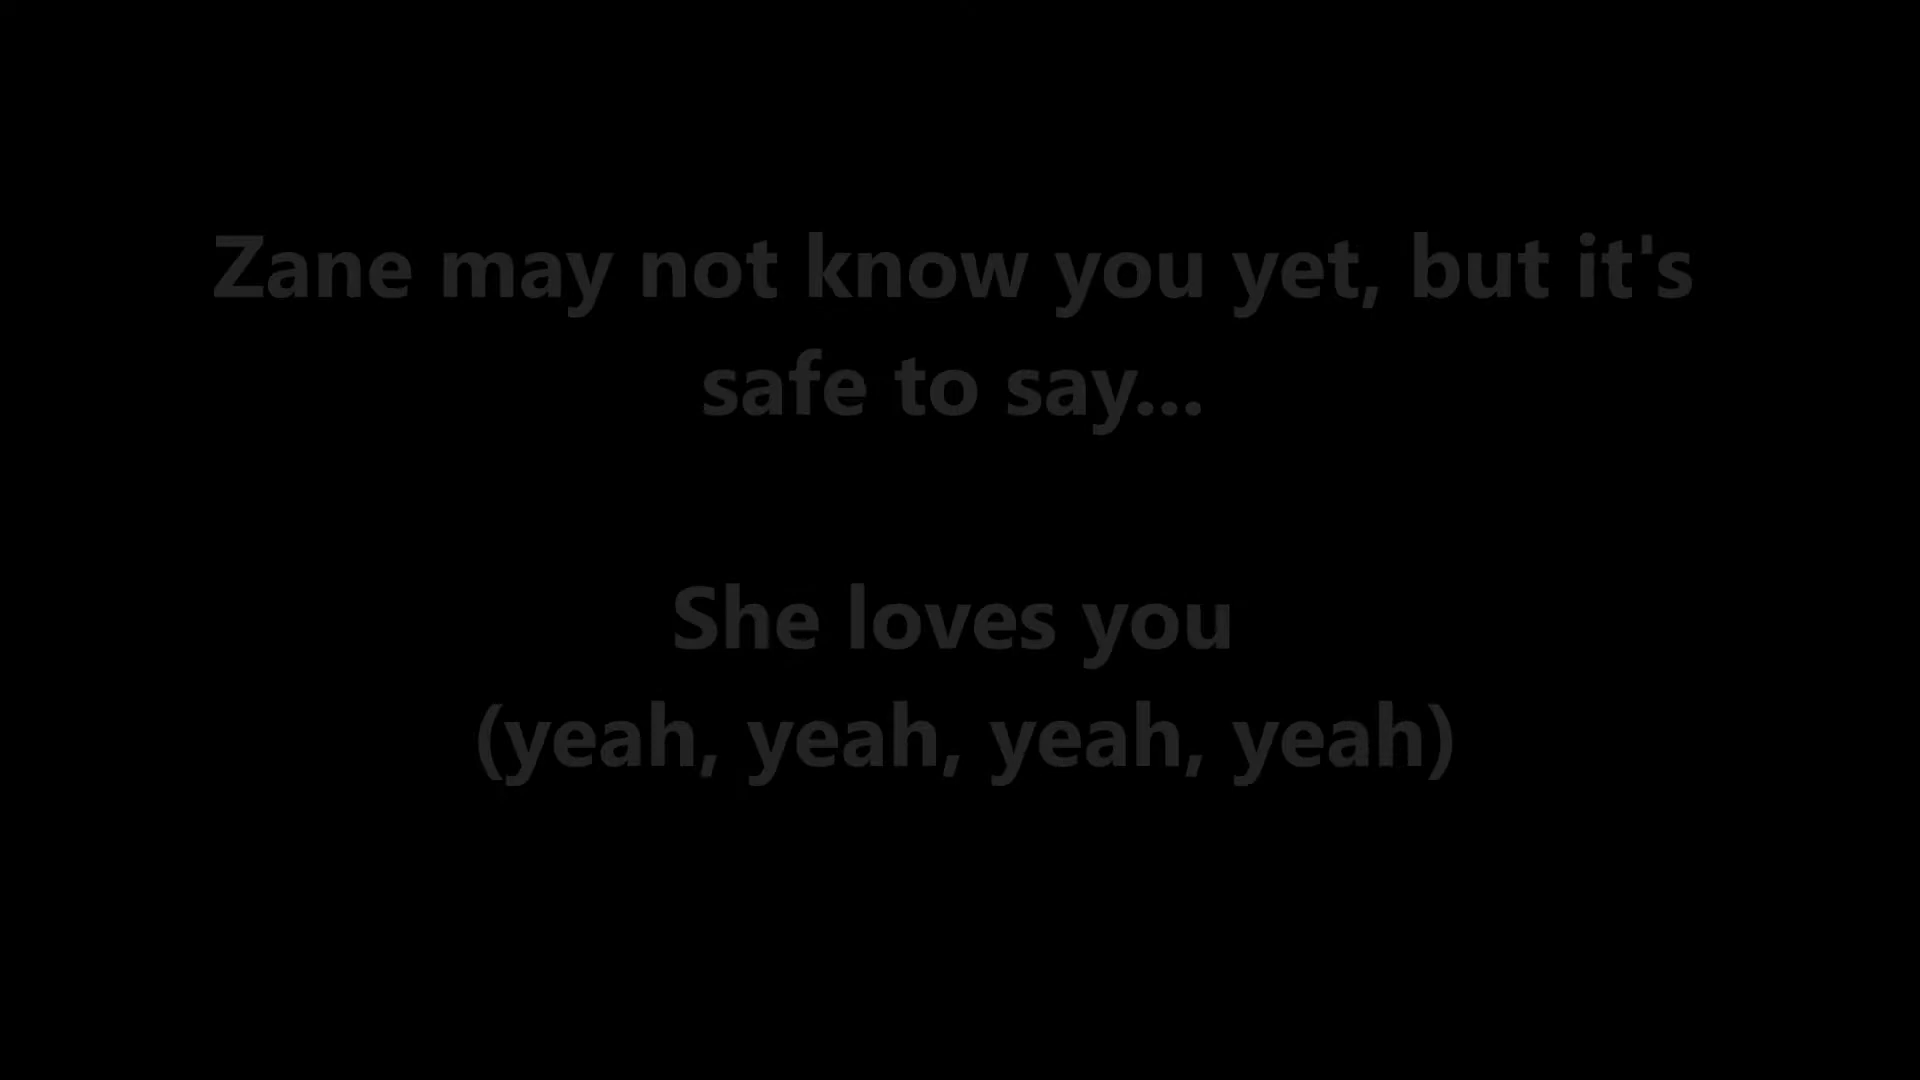 Zane may not know you yet, but it's
safe to say...
She loves you
(yeah, yeah, yeah, yeah)